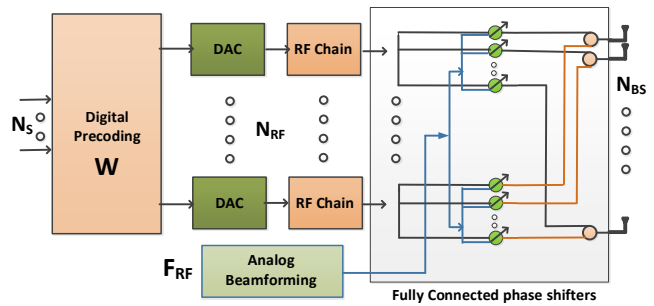 DAC
RF Chain
N_S
Digital
Precoding
W
N_RF
N_BS
DAC
RF Chain
F_RF
Analog
Beamforming
Fully Connected phase shifters